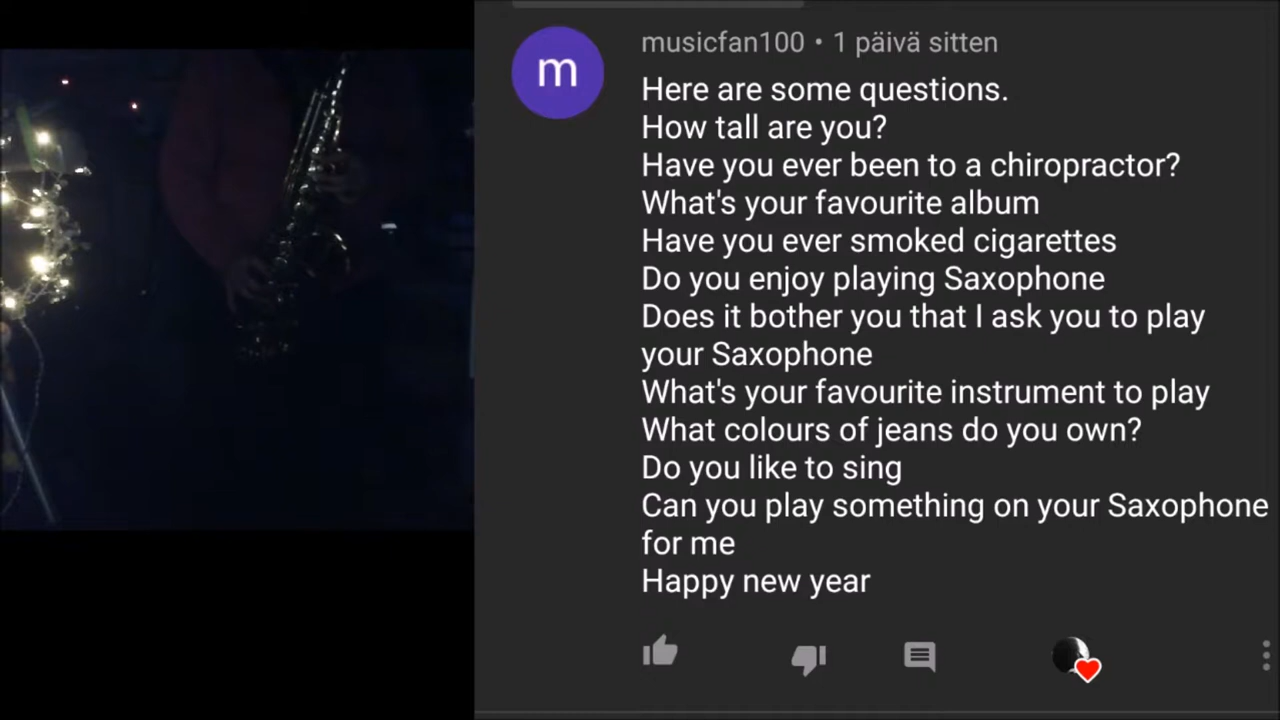 m
musicfan100 • 1 päivä sitten
Here are some questions.
How tall are you?
Have you ever been to a chiropractor?
What's your favourite album
Have you ever smoked cigarettes
Do you enjoy playing Saxophone
Does it bother you that I ask you to play
your Saxophone
What's your favourite instrument to play
What colours of jeans do you own?
Do you like to sing
Can you play something on your Saxophone
for me
Happy new year